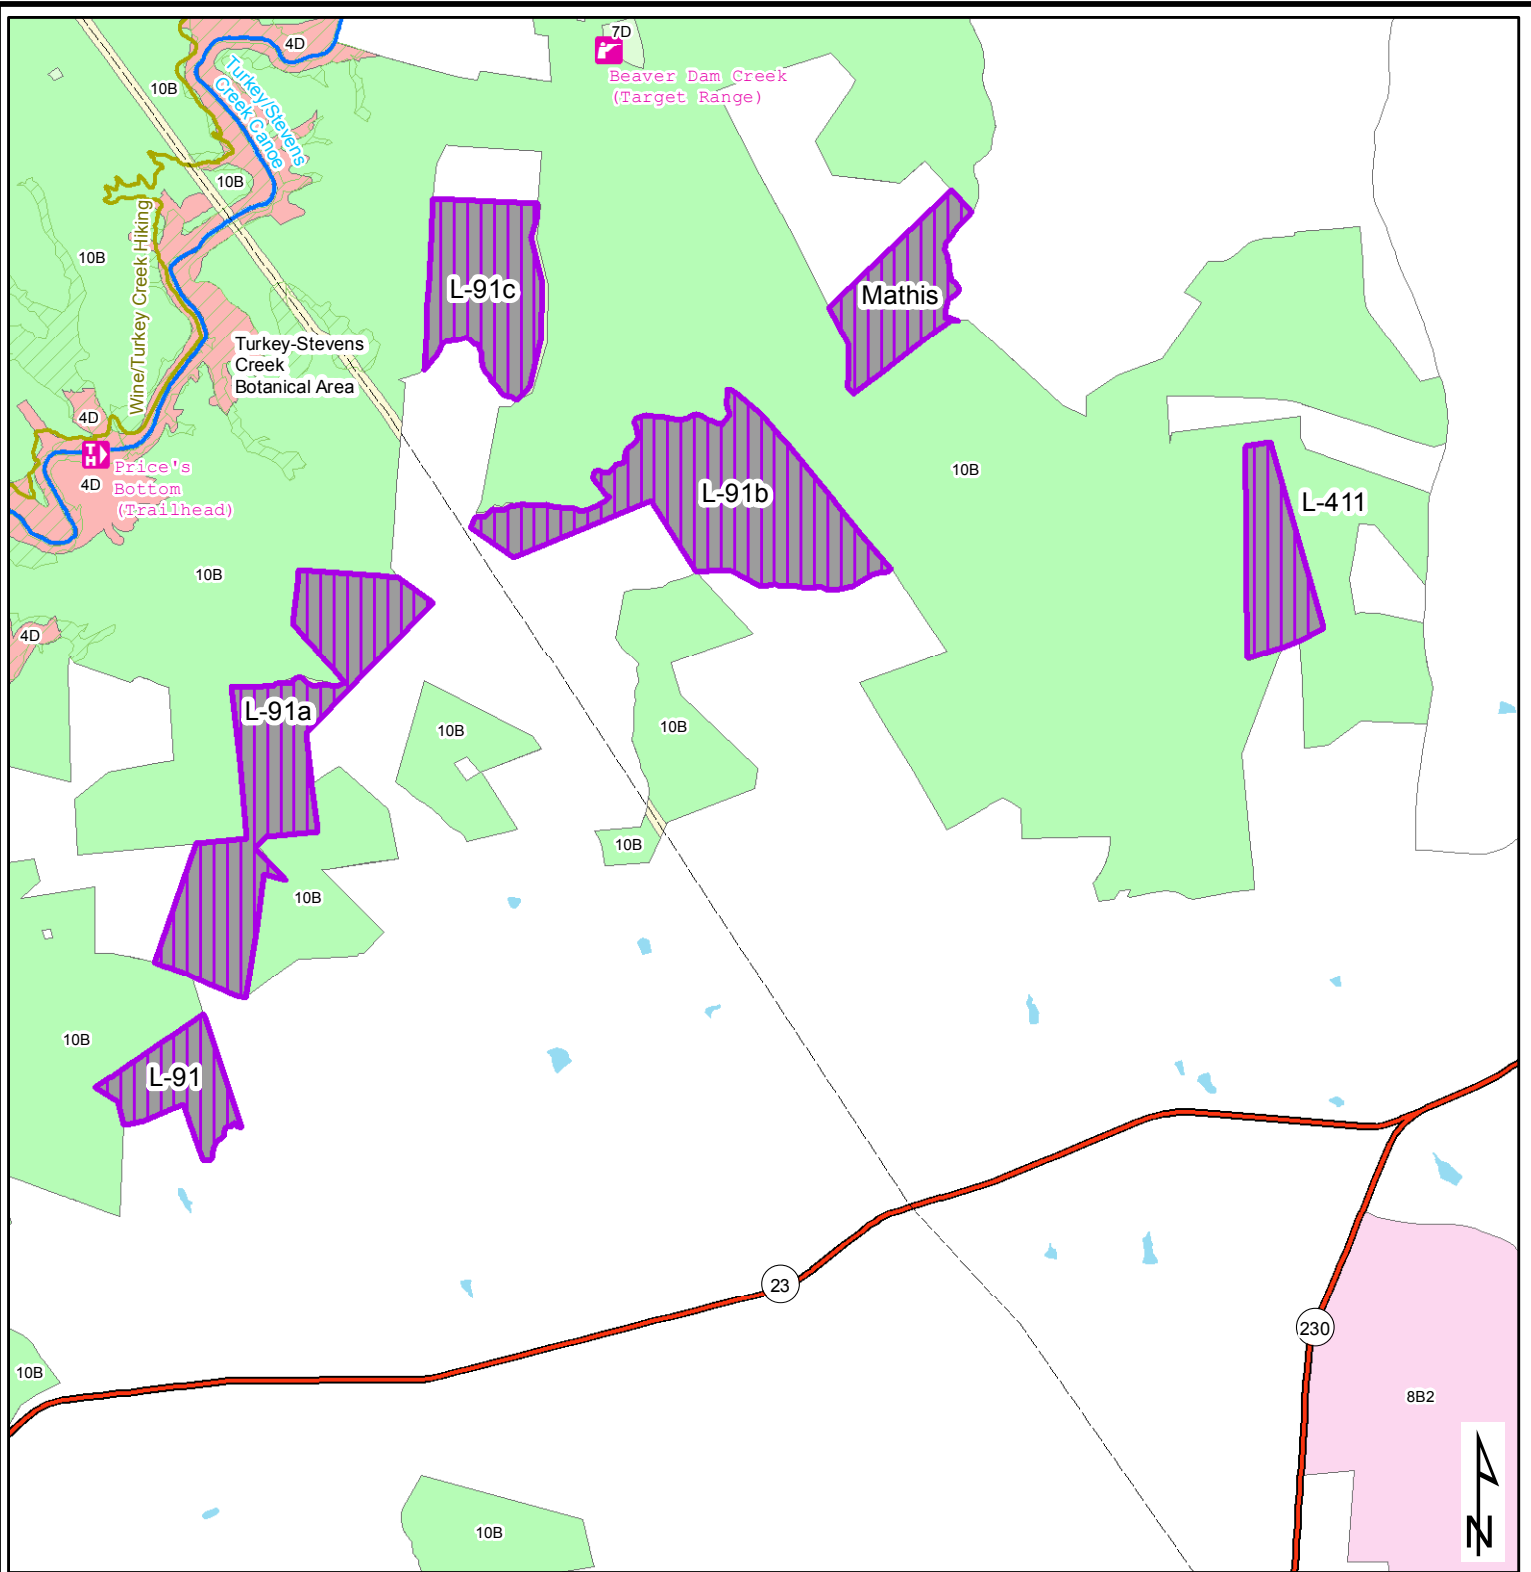 7D
4D
Beaver Dam Creek
(Target Range)
10B
Turkey/Stevens
Creek Canoe
10B
Wine/Turkey Creek Hiking
10B
L-91c
Mathis
Turkey-Stevens
Creek
Botanical Area
4D
T
H
Price's
Bottom
(Trailhead)
4D
10B
L-91b
L-411
10B
4D
L-91a
10B
10B
10B
10B
10B
L-91
23
230
10B
8B2
10B
N